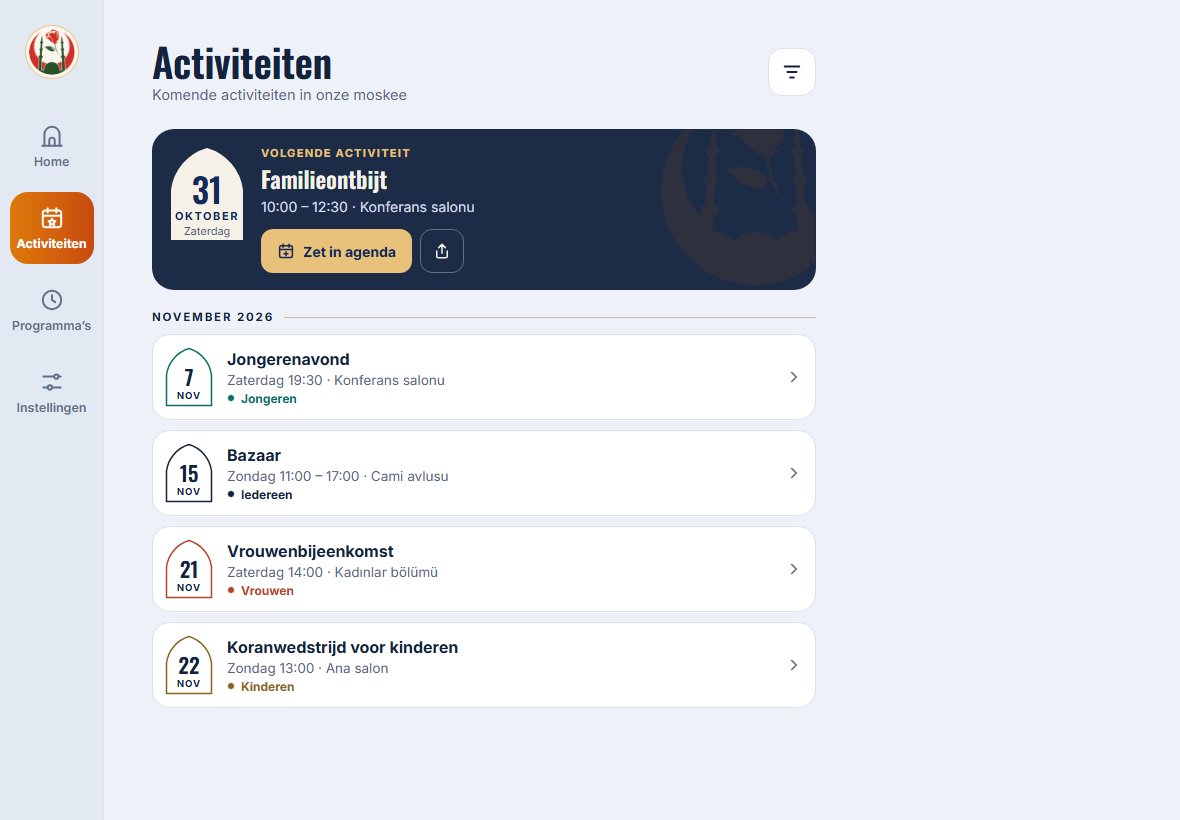 Activiteiten
Komende activiteiten in onze moskee
Home
Activiteiten
Programma's
Instellingen
31
OKTOBER
Zaterdag
VOLGENDE ACTIVITEIT
Familieontbijt
10:00 – 12:30 · Konferans salonu
Zet in agenda
NOVEMBER 2026
7
NOV
Jongerenavond
Zaterdag 19:30 · Konferans salonu
Jongeren
15
NOV
Bazaar
Zondag 11:00 – 17:00 · Cami avlusu
Iedereen
21
NOV
Vrouwenbijeenkomst
Zaterdag 14:00 · Kadınlar bölümü
Vrouwen
22
NOV
Koranwedstrijd voor kinderen
Zondag 13:00 · Ana salon
Kinderen